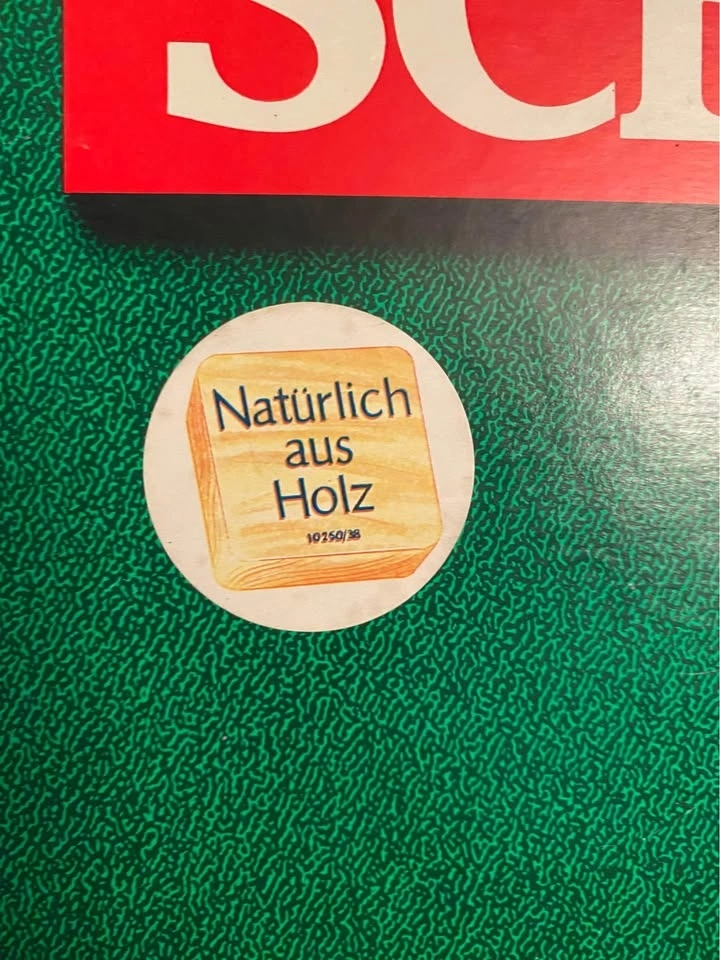 SC
Natürlich
aus
Holz
10250/38